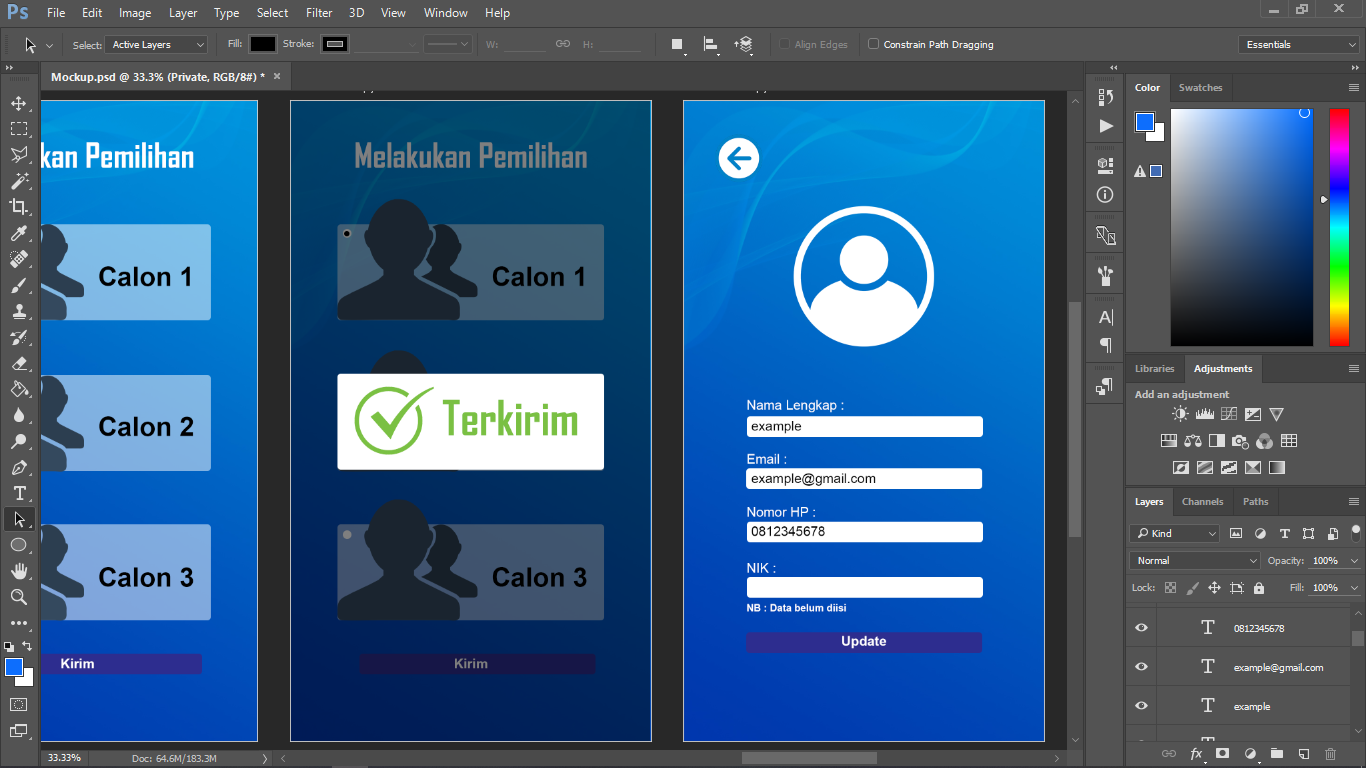 Ps File Edit Image Layer Type Select Filter 3D View Window Help
Select: Active Layers Fill: Stroke: W: H: Align Edges Constrain Path Dragging Essentials
Mockup.psd @ 33.3% (Private, RGB/8#) * ×
kan Pemilihan
Calon 1
Calon 2
Calon 3
Kirim
Melakukan Pemilihan
Calon 1
Terkirim
Calon 3
Kirim
Nama Lengkap :
example
Email :
example@gmail.com
Nomor HP :
0812345678
NIK :
NB : Data belum diisi
Update
Color Swatches
Libraries Adjustments
Add an adjustment
Layers Channels Paths
Kind
Normal Opacity: 100%
Lock: Fill: 100%
T 0812345678
T example@gmail.com
T example
fx
33.33% Doc: 64.6M/183.3M